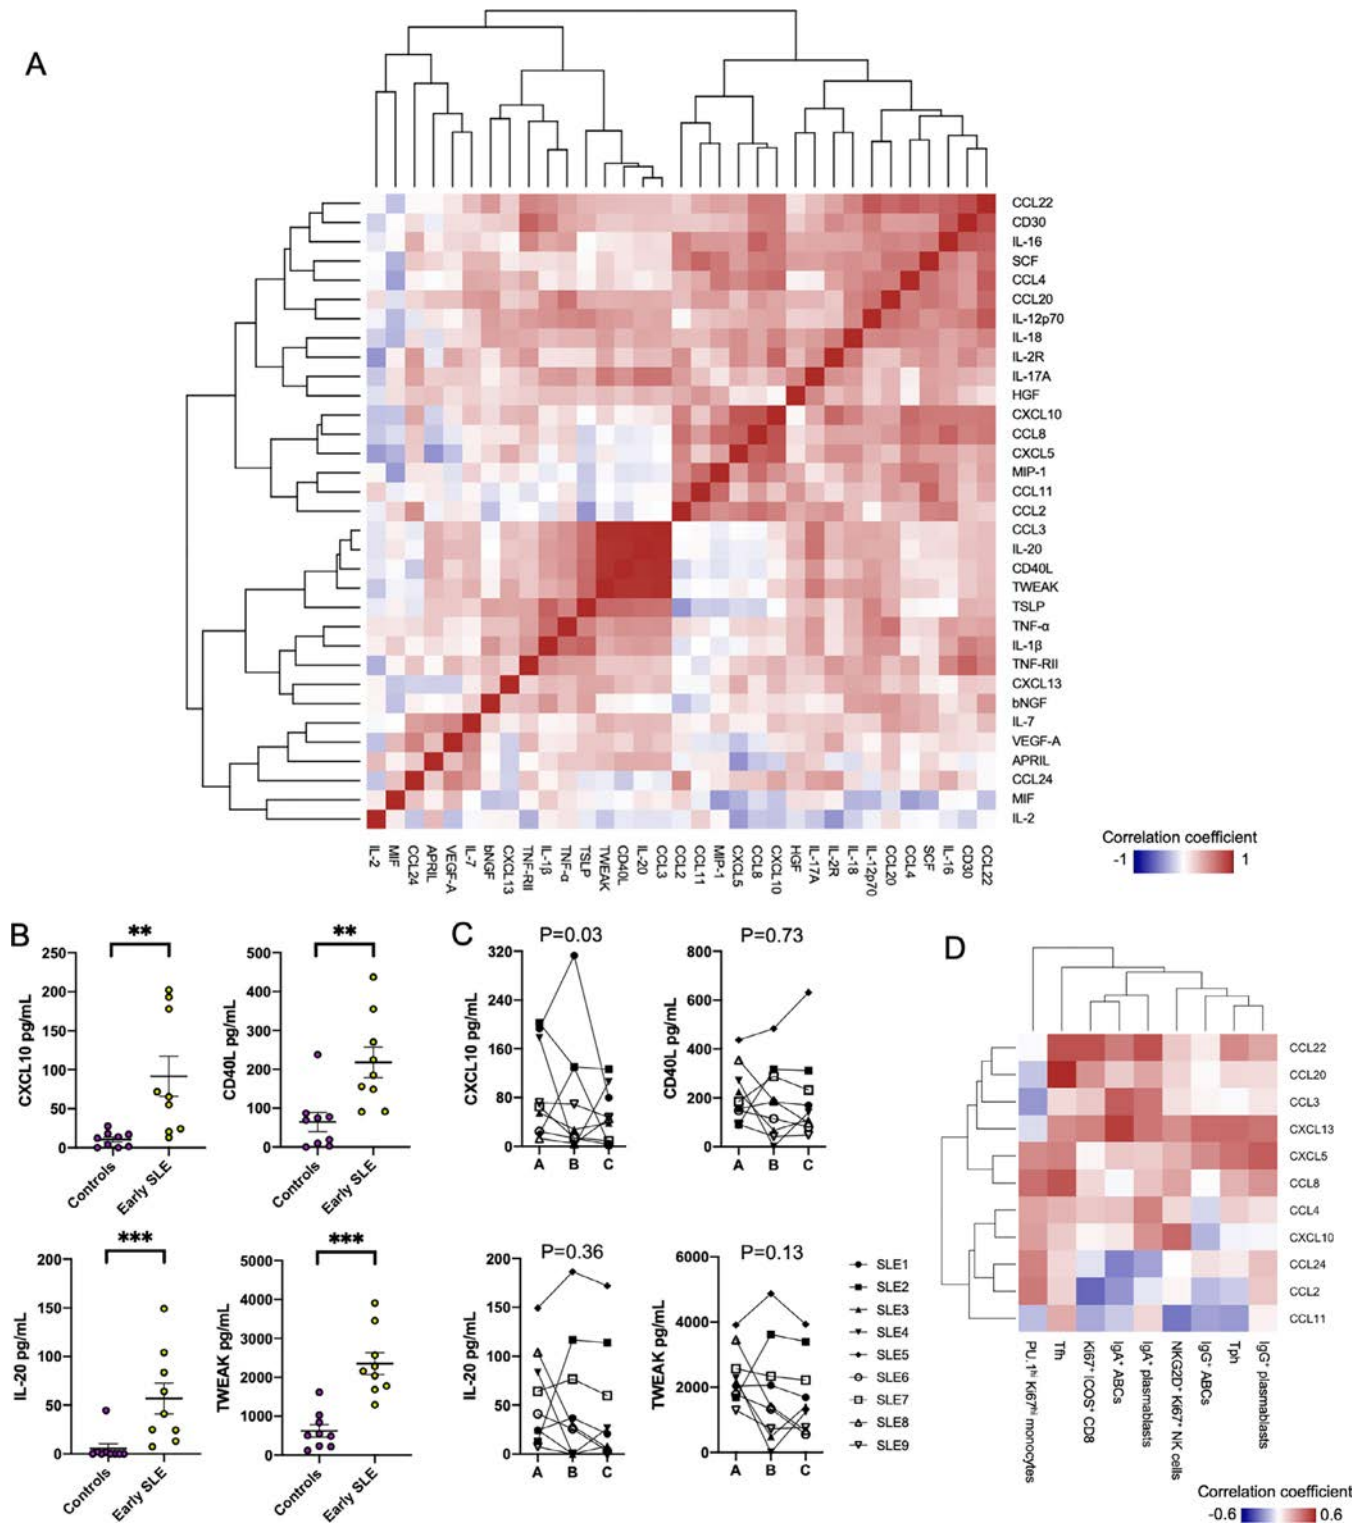 A
CCL22
CD30
IL-16
SCF
CCL4
CCL20
IL-12p70
IL-18
IL-2R
IL-17A
HGF
CXCL10
CCL8
CXCL5
MIP-1
CCL11
CCL2
CCL3
IL-20
CD40L
TWEAK
TSLP
TNF-α
IL-1β
TNF-RII
CXCL13
bNGF
IL-7
VEGF-A
APRIL
CCL24
MIF
IL-2
IL-2 MIF CCL24 APRIL VEGF-A IL-7 bNGF CXCL13 TNF-RII IL-1β TNF-α TSLP TWEAK CD40L IL-20 CCL3 CCL2 CCL11 MIP-1 CXCL5 CCL8 CXCL10 HGF IL-17A IL-2R IL-18 IL-12p70 CCL20 CCL4 SCF IL-16 CD30 CCL22
Correlation coefficient
-1 1
B
**
CXCL10 pg/mL
250
200
150
100
50
0
Controls
Early SLE
**
CD40L pg/mL
500
400
300
200
100
0
Controls
Early SLE
***
IL-20 pg/mL
200
150
100
50
0
Controls
Early SLE
***
TWEAK pg/mL
5000
4000
3000
2000
1000
0
Controls
Early SLE
C
P=0.03
CXCL10 pg/mL
320
240
160
80
0
A B C
P=0.73
CD40L pg/mL
800
600
400
200
0
A B C
P=0.36
IL-20 pg/mL
200
150
100
50
0
A B C
P=0.13
TWEAK pg/mL
6000
4000
2000
0
A B C
SLE1
SLE2
SLE3
SLE4
SLE5
SLE6
SLE7
SLE8
SLE9
D
CCL22
CCL20
CCL3
CXCL13
CXCL5
CCL8
CCL4
CXCL10
CCL24
CCL2
CCL11
PU.1hi Ki67hi monocytes
Tfh
Ki67+ ICOS+ CD8
IgA+ ABCs
IgA+ plasmablasts
NKG2D+ Ki67+ NK cells
IgG+ ABCs
Tph
IgG+ plasmablasts
Correlation coefficient
-0.6 0.6